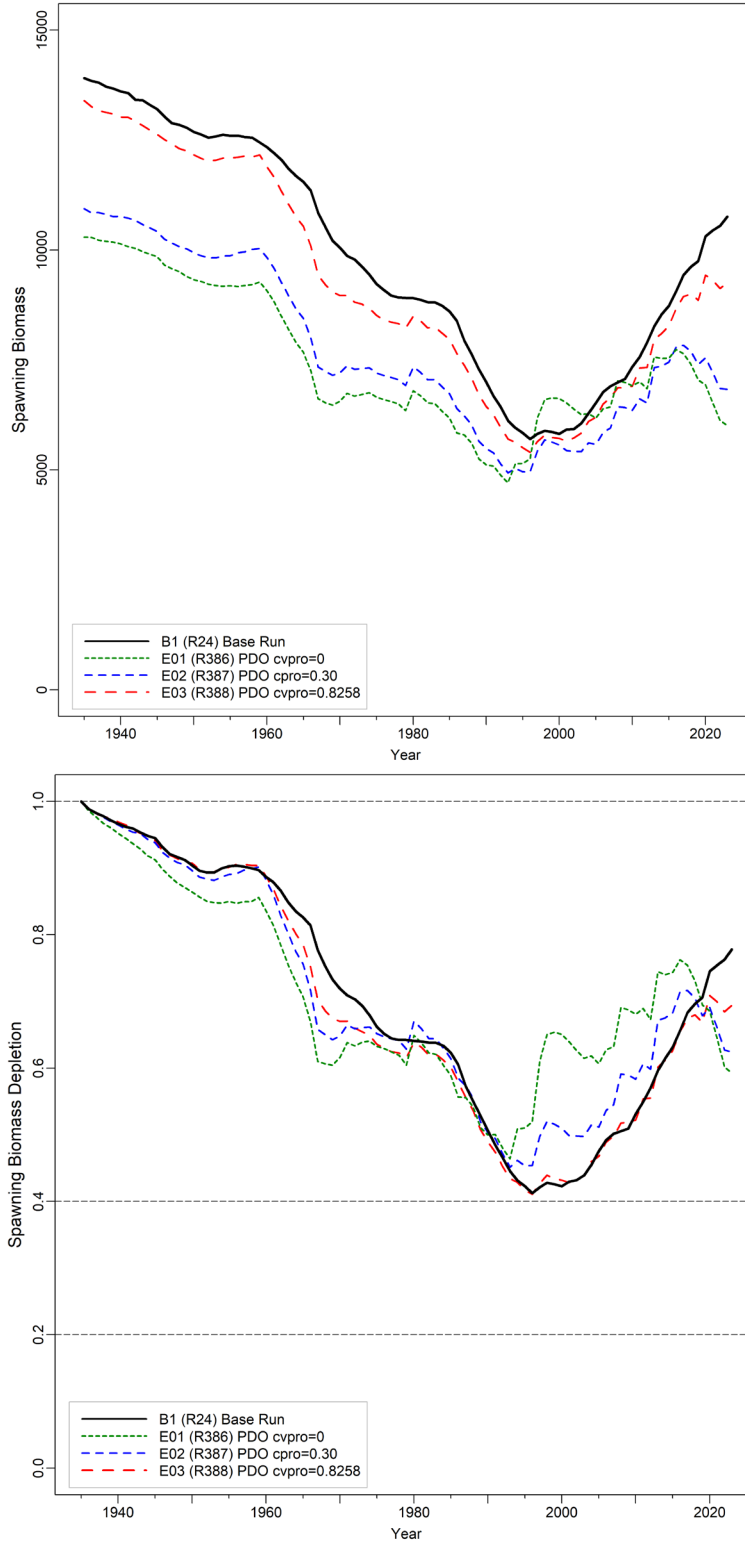 15000
10000
5000
0
Spawning Biomass
B1 (R24) Base Run
E01 (R386) PDO cvpro=0
E02 (R387) PDO cpro=0.30
E03 (R388) PDO cvpro=0.8258
1940 1960 1980 2000 2020
Year
1.0
0.8
0.6
0.4
0.2
0.0
Spawning Biomass Depletion
B1 (R24) Base Run
E01 (R386) PDO cvpro=0
E02 (R387) PDO cpro=0.30
E03 (R388) PDO cvpro=0.8258
1940 1960 1980 2000 2020
Year